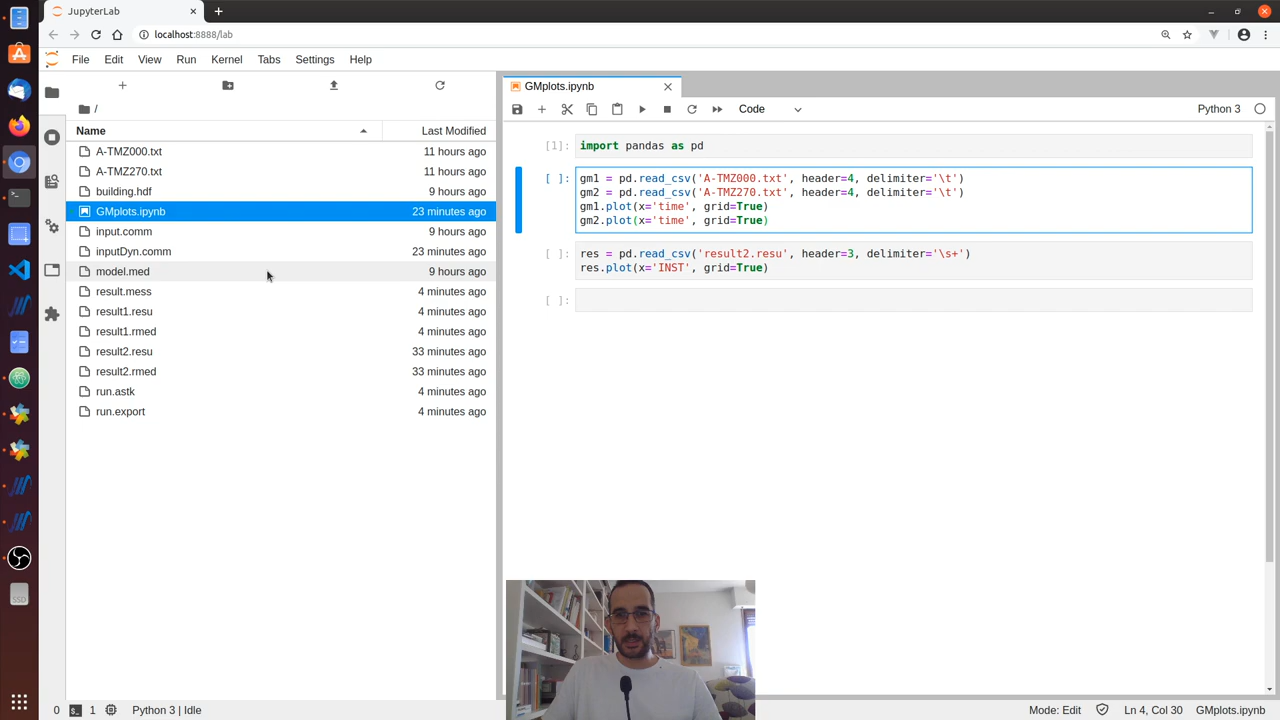 JupyterLab
localhost:8888/lab
File Edit View Run Kernel Tabs Settings Help
/
Name Last Modified
A-TMZ000.txt 11 hours ago
A-TMZ270.txt 11 hours ago
building.hdf 9 hours ago
GMplots.ipynb 23 minutes ago
input.comm 9 hours ago
inputDyn.comm 23 minutes ago
model.med 9 hours ago
result.mess 4 minutes ago
result1.resu 4 minutes ago
result1.rmed 4 minutes ago
result2.resu 33 minutes ago
result2.rmed 33 minutes ago
run.astk 4 minutes ago
run.export 4 minutes ago
GMplots.ipynb
Code Python 3
[1]: import pandas as pd
[ ]: gm1 = pd.read_csv('A-TMZ000.txt', header=4, delimiter='\t')
gm2 = pd.read_csv('A-TMZ270.txt', header=4, delimiter='\t')
gm1.plot(x='time', grid=True)
gm2.plot(x='time', grid=True)
[ ]: res = pd.read_csv('result2.resu', header=3, delimiter='\s+')
res.plot(x='INST', grid=True)
[ ]:
SSD
0 1 Python 3 | Idle Mode: Edit Ln 4, Col 30 GMplots.ipynb